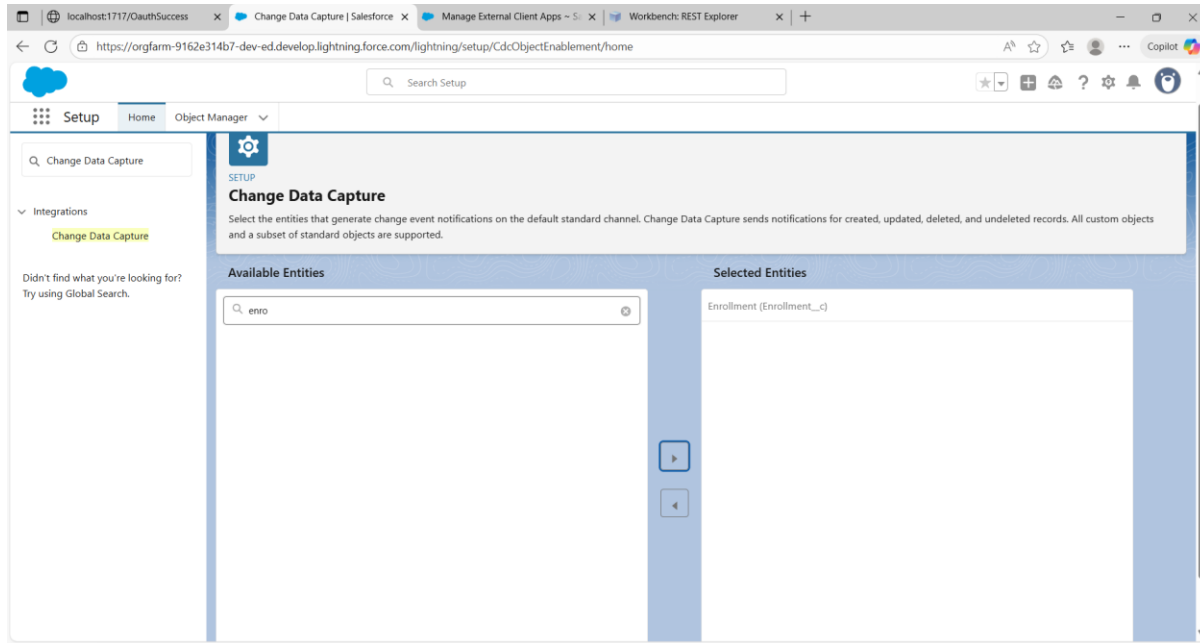 localhost:1717/OauthSuccess
Change Data Capture | Salesforce
Manage External Client Apps ~ Sa
Workbench: REST Explorer
https://orgfarm-9162e314b7-dev-ed.develop.lightning.force.com/lightning/setup/CdcObjectEnablement/home
Copilot
Search Setup
Setup
Home
Object Manager
Change Data Capture
Integrations
Change Data Capture
Didn't find what you're looking for?
Try using Global Search.
SETUP
Change Data Capture
Select the entities that generate change event notifications on the default standard channel. Change Data Capture sends notifications for created, updated, deleted, and undeleted records. All custom objects
and a subset of standard objects are supported.
Available Entities
enro
Selected Entities
Enrollment (Enrollment__c)